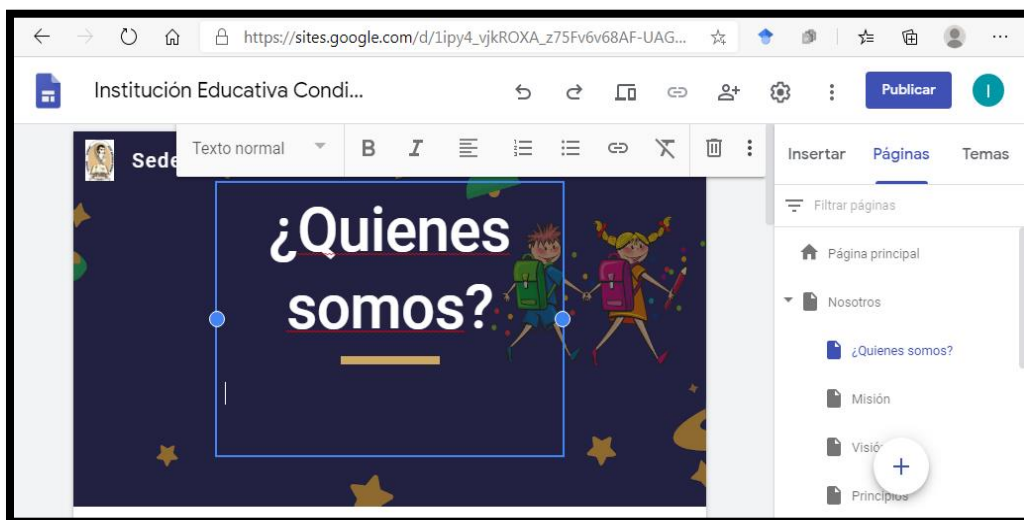 https://sites.google.com/d/1ipy4_vjkROXA_z75Fv6v68AF-UAG...
Institución Educativa Condi...
Publicar
I
Sede
Texto normal
B I
Insertar Páginas Temas
Filtrar páginas
¿Quienes
somos?
Página principal
Nosotros
¿Quienes somos?
Misión
Principios